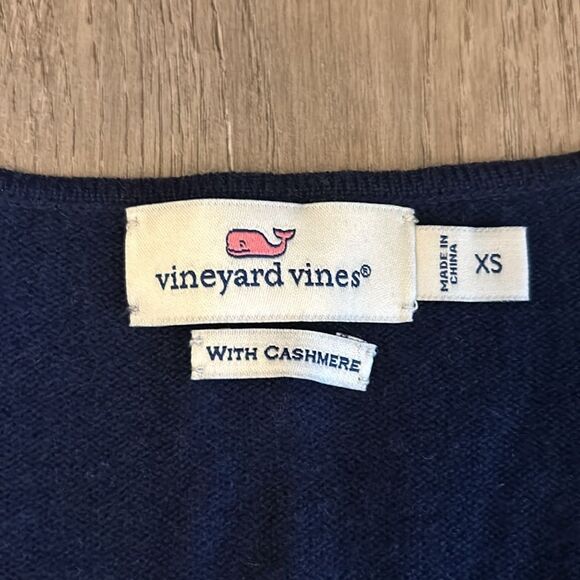 vineyard vines®
MADE IN
CHINA
XS
WITH CASHMERE